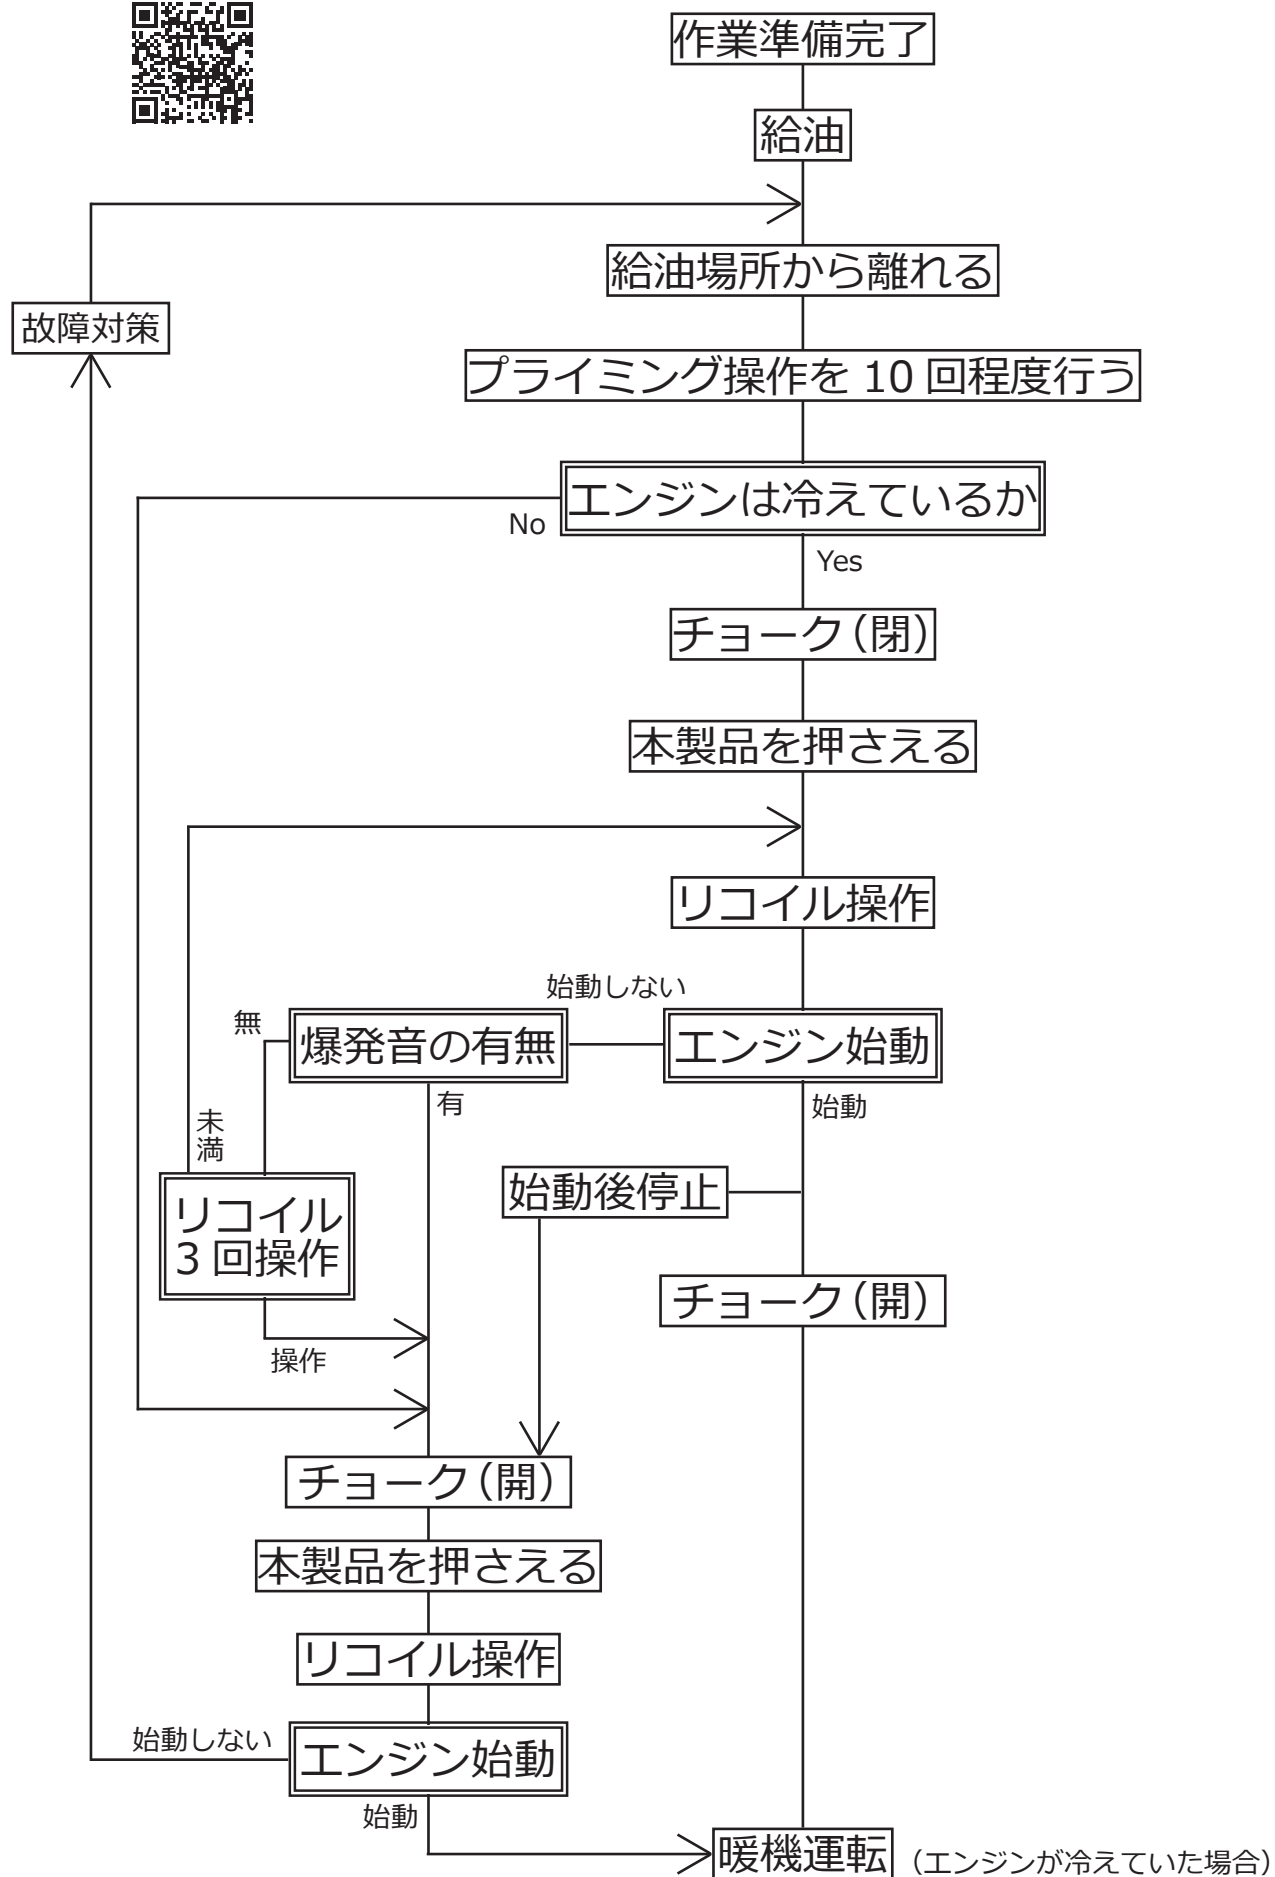 作業準備完了
給油
給油場所から離れる
故障対策
プライミング操作を 10 回程度行う
エンジンは冷えているか
No
Yes
チョーク（閉）
本製品を押さえる
リコイル操作
始動しない
無
爆発音の有無
エンジン始動
有
始動
未
満
始動後停止
リコイル
3 回操作
チョーク（開）
操作
チョーク（開）
本製品を押さえる
リコイル操作
始動しない
エンジン始動
始動
暖機運転
（エンジンが冷えていた場合）